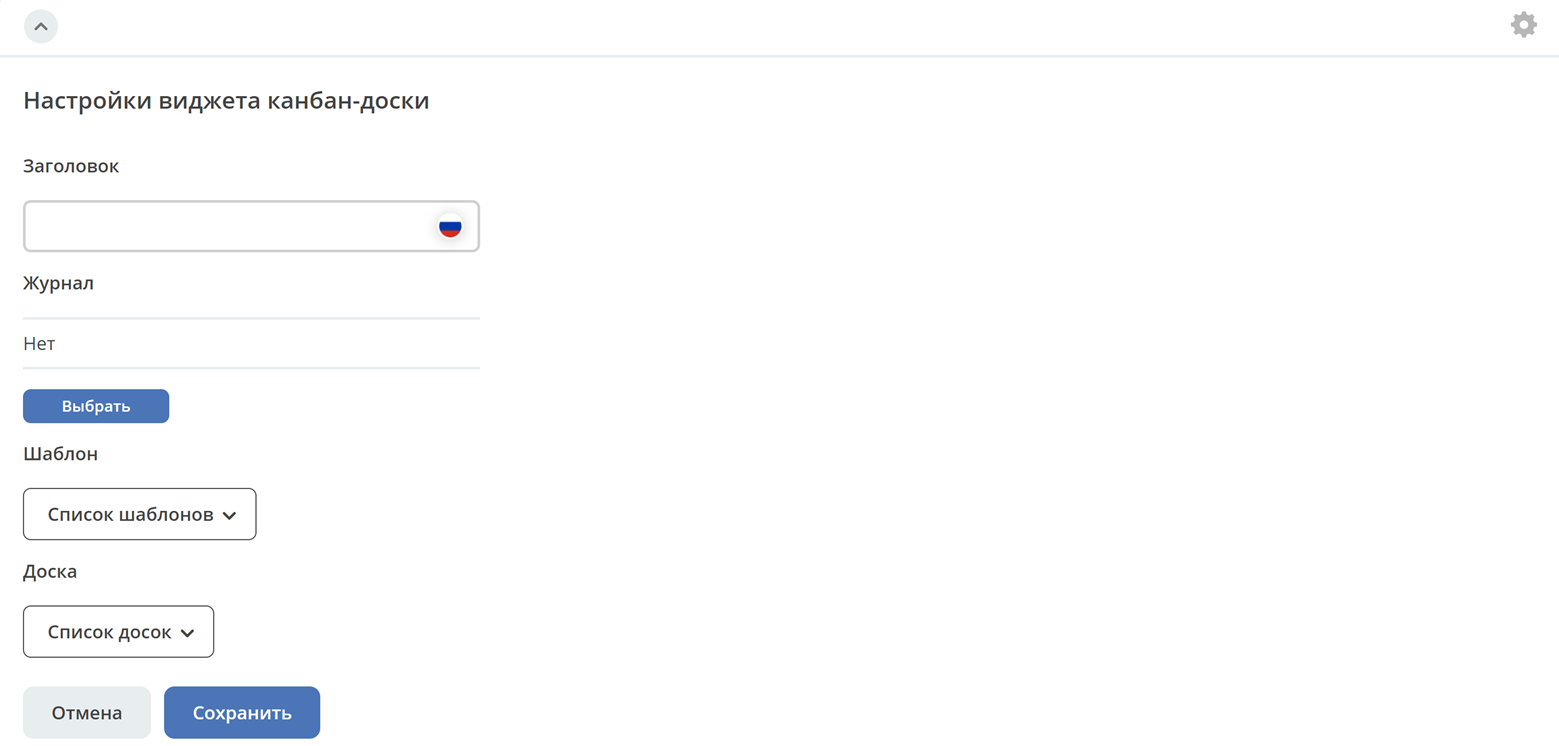 Настройки виджета канбан-доски
Заголовок
Журнал
Нет
Выбрать
Шаблон
Список шаблонов
Доска
Список досок
Отмена
Сохранить